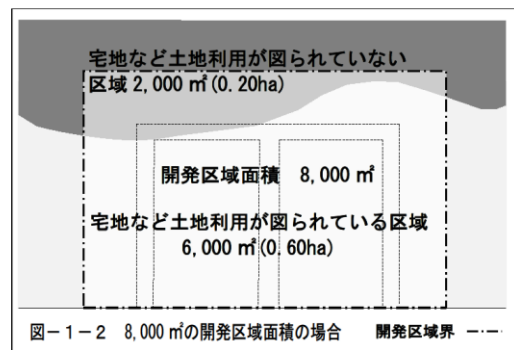 宅地など土地利用が図られていない
区域 2,000 ㎡(0.20ha)
開発区域面積 8,000 ㎡
宅地など土地利用が図られている区域
6,000 ㎡(0.60ha)
図－1－2 8,000 ㎡の開発区域面積の場合 開発区域界